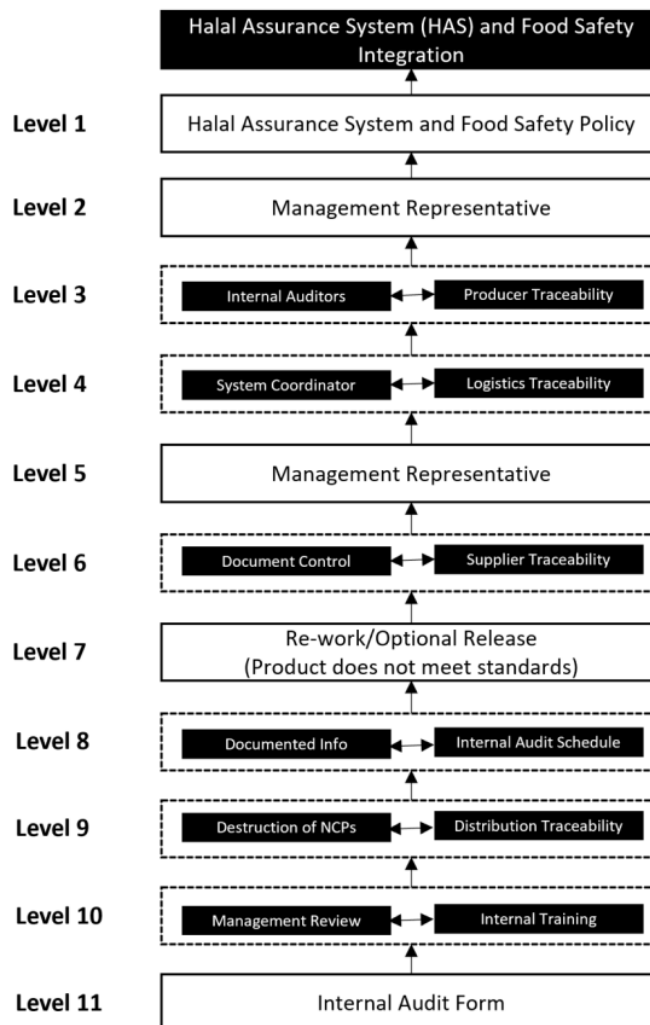 Halal Assurance System (HAS) and Food Safety
Integration
Level 1
Halal Assurance System and Food Safety Policy
Level 2
Management Representative
Level 3
Internal Auditors
Producer Traceability
Level 4
System Coordinator
Logistics Traceability
Level 5
Management Representative
Level 6
Document Control
Supplier Traceability
Level 7
Re-work/Optional Release
(Product does not meet standards)
Level 8
Documented Info
Internal Audit Schedule
Level 9
Destruction of NCPs
Distribution Traceability
Level 10
Management Review
Internal Training
Level 11
Internal Audit Form